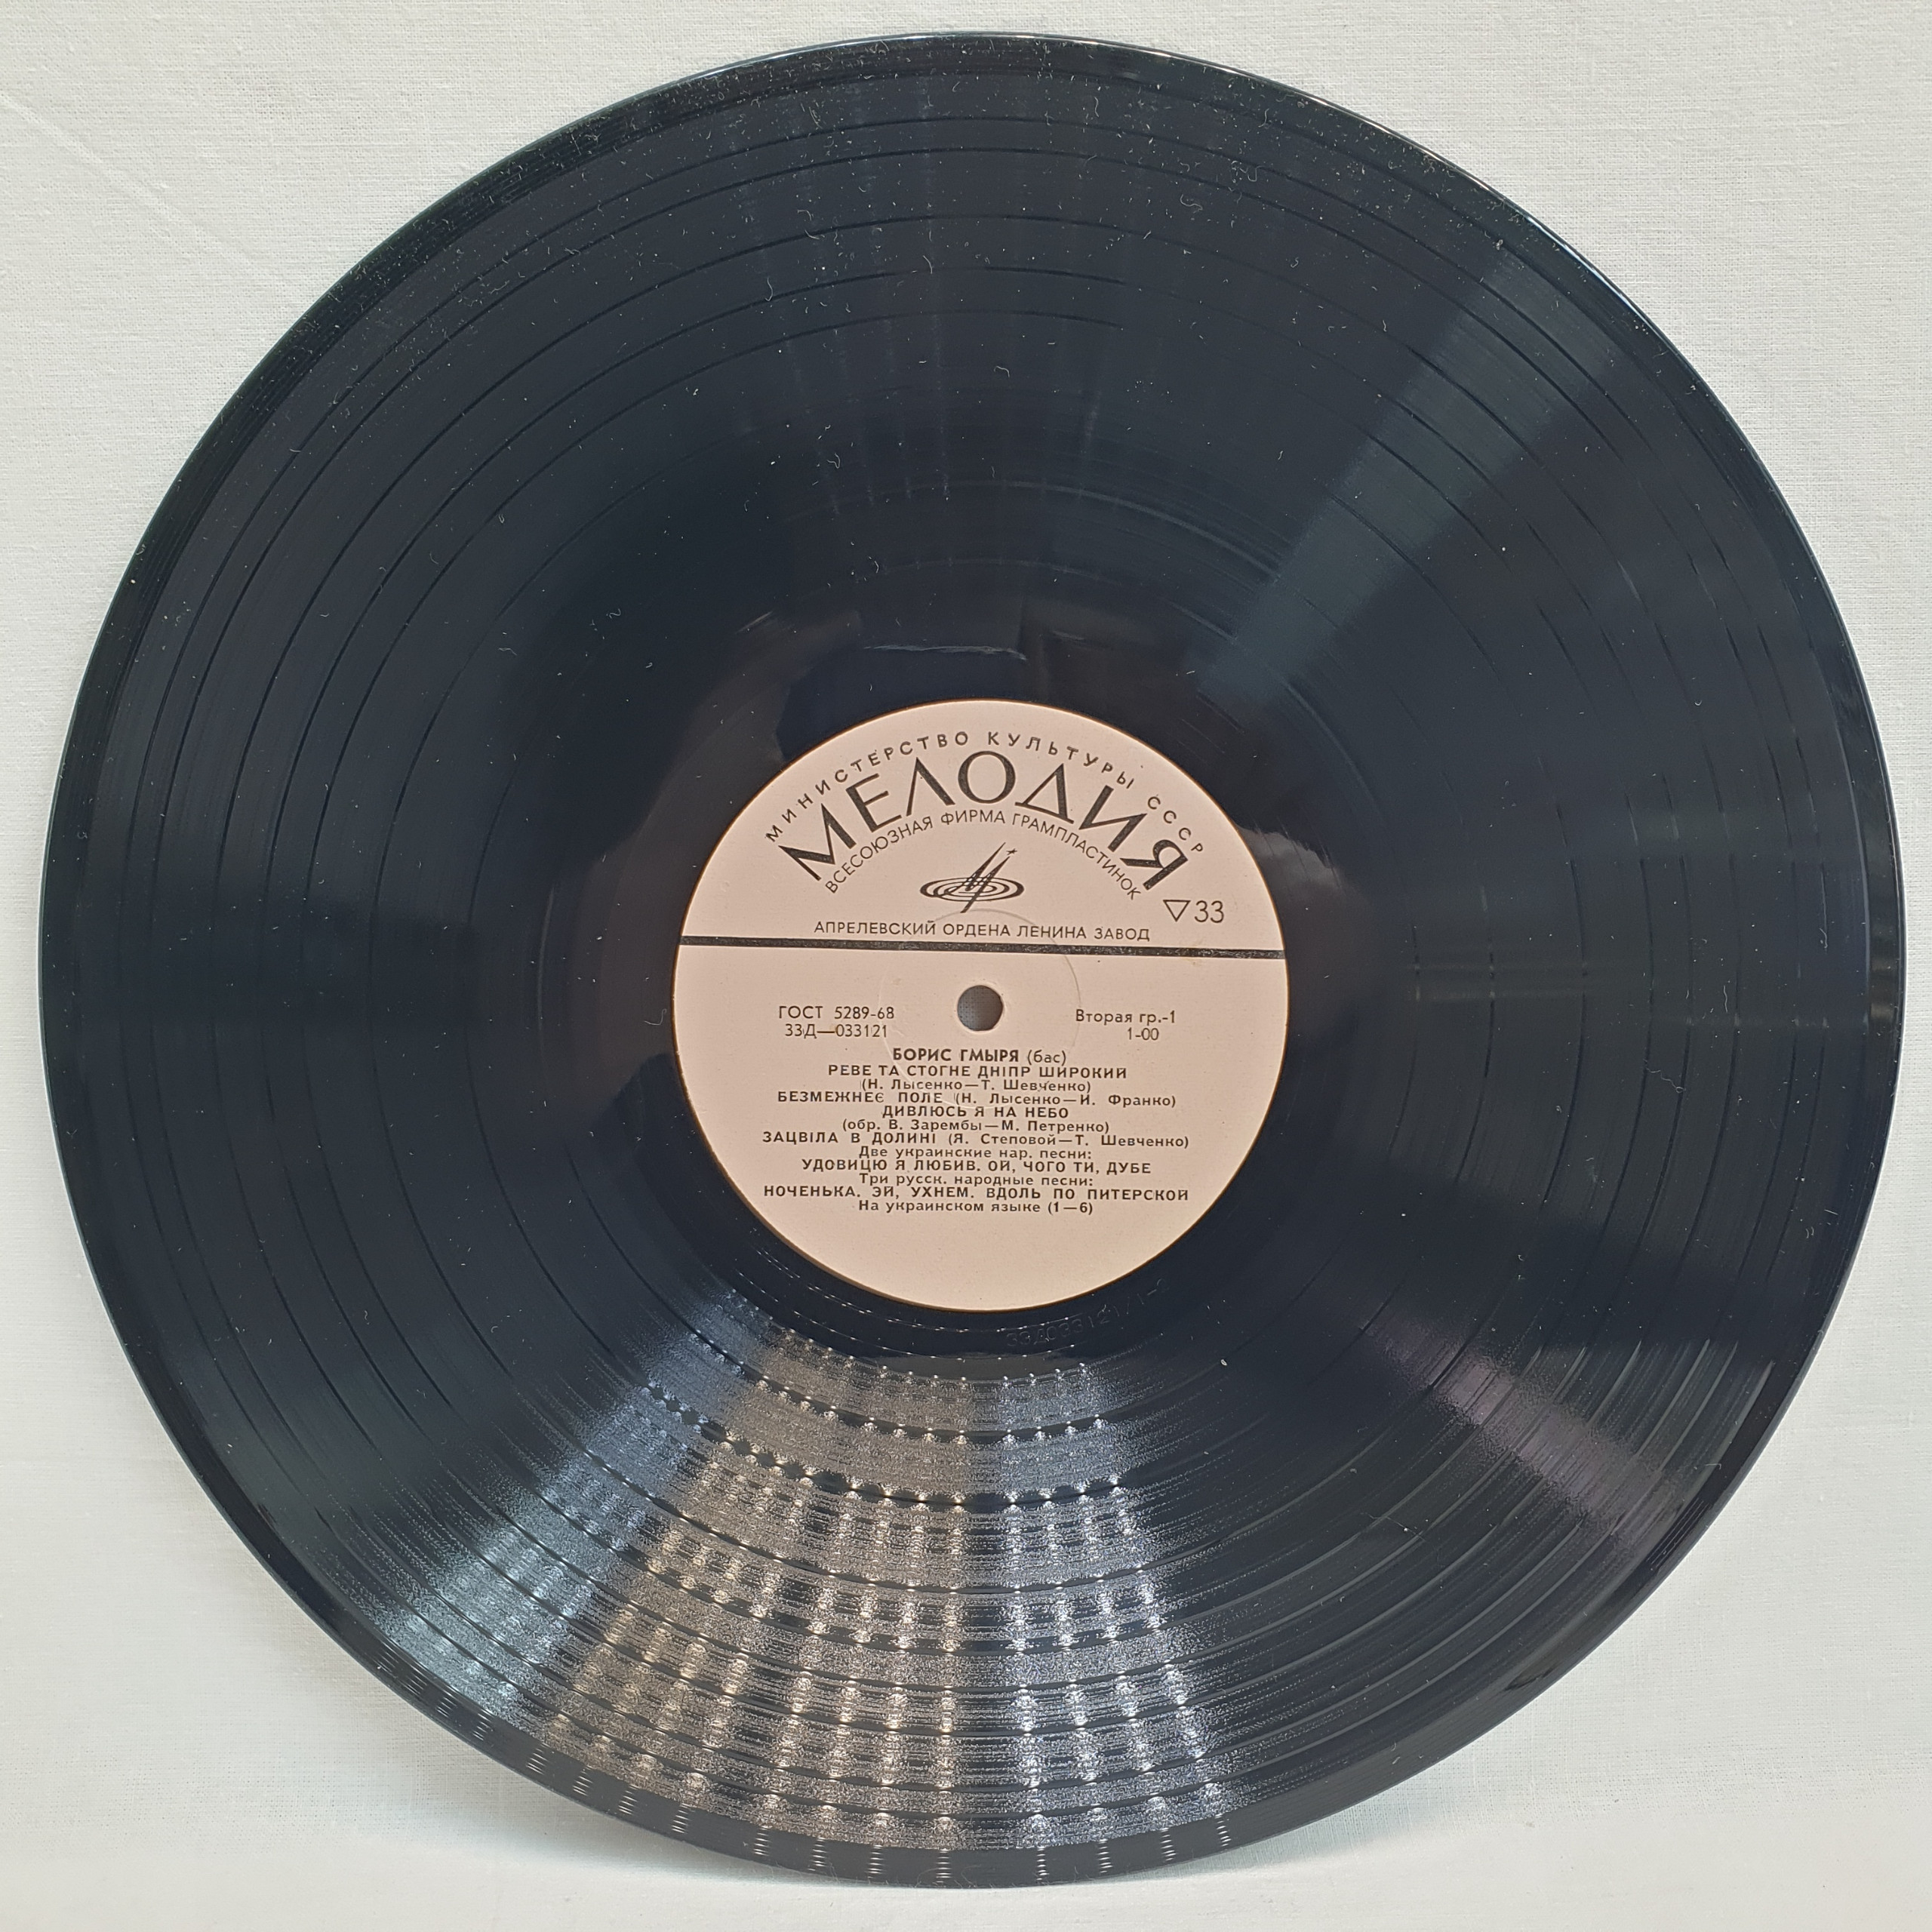 МИНИСТЕРСТВО КУЛЬТУРЫ СССР
МЕЛОДИЯ
ВСЕСОЮЗНАЯ ФИРМА ГРАМПЛАСТИНОК
▽33
АПРЕЛЕВСКИЙ ОРДЕНА ЛЕНИНА ЗАВОД
ГОСТ 5289-68 Вторая гр.-1
33Д—033121 1-00
БОРИС ГМЫРЯ (бас)
РЕВЕ ТА СТОГНЕ ДНІПР ШИРОКИЙ
(Н. Лысенко—Т. Шевченко)
БЕЗМЕЖНЕЄ ПОЛЕ (Н. Лысенко—И. Франко)
ДИВЛЮСЬ Я НА НЕБО
(обр. В. Зарембы—М. Петренко)
ЗАЦВІЛА В ДОЛИНІ (Я. Степовой—Т. Шевченко)
Две украинские нар. песни:
УДОВИЦЮ Я ЛЮБИВ. ОЙ, ЧОГО ТИ, ДУБЕ
Три русск. народные песни:
НОЧЕНЬКА. ЭЙ, УХНЕМ. ВДОЛЬ ПО ПИТЕРСКОЙ
На украинском языке (1—6)